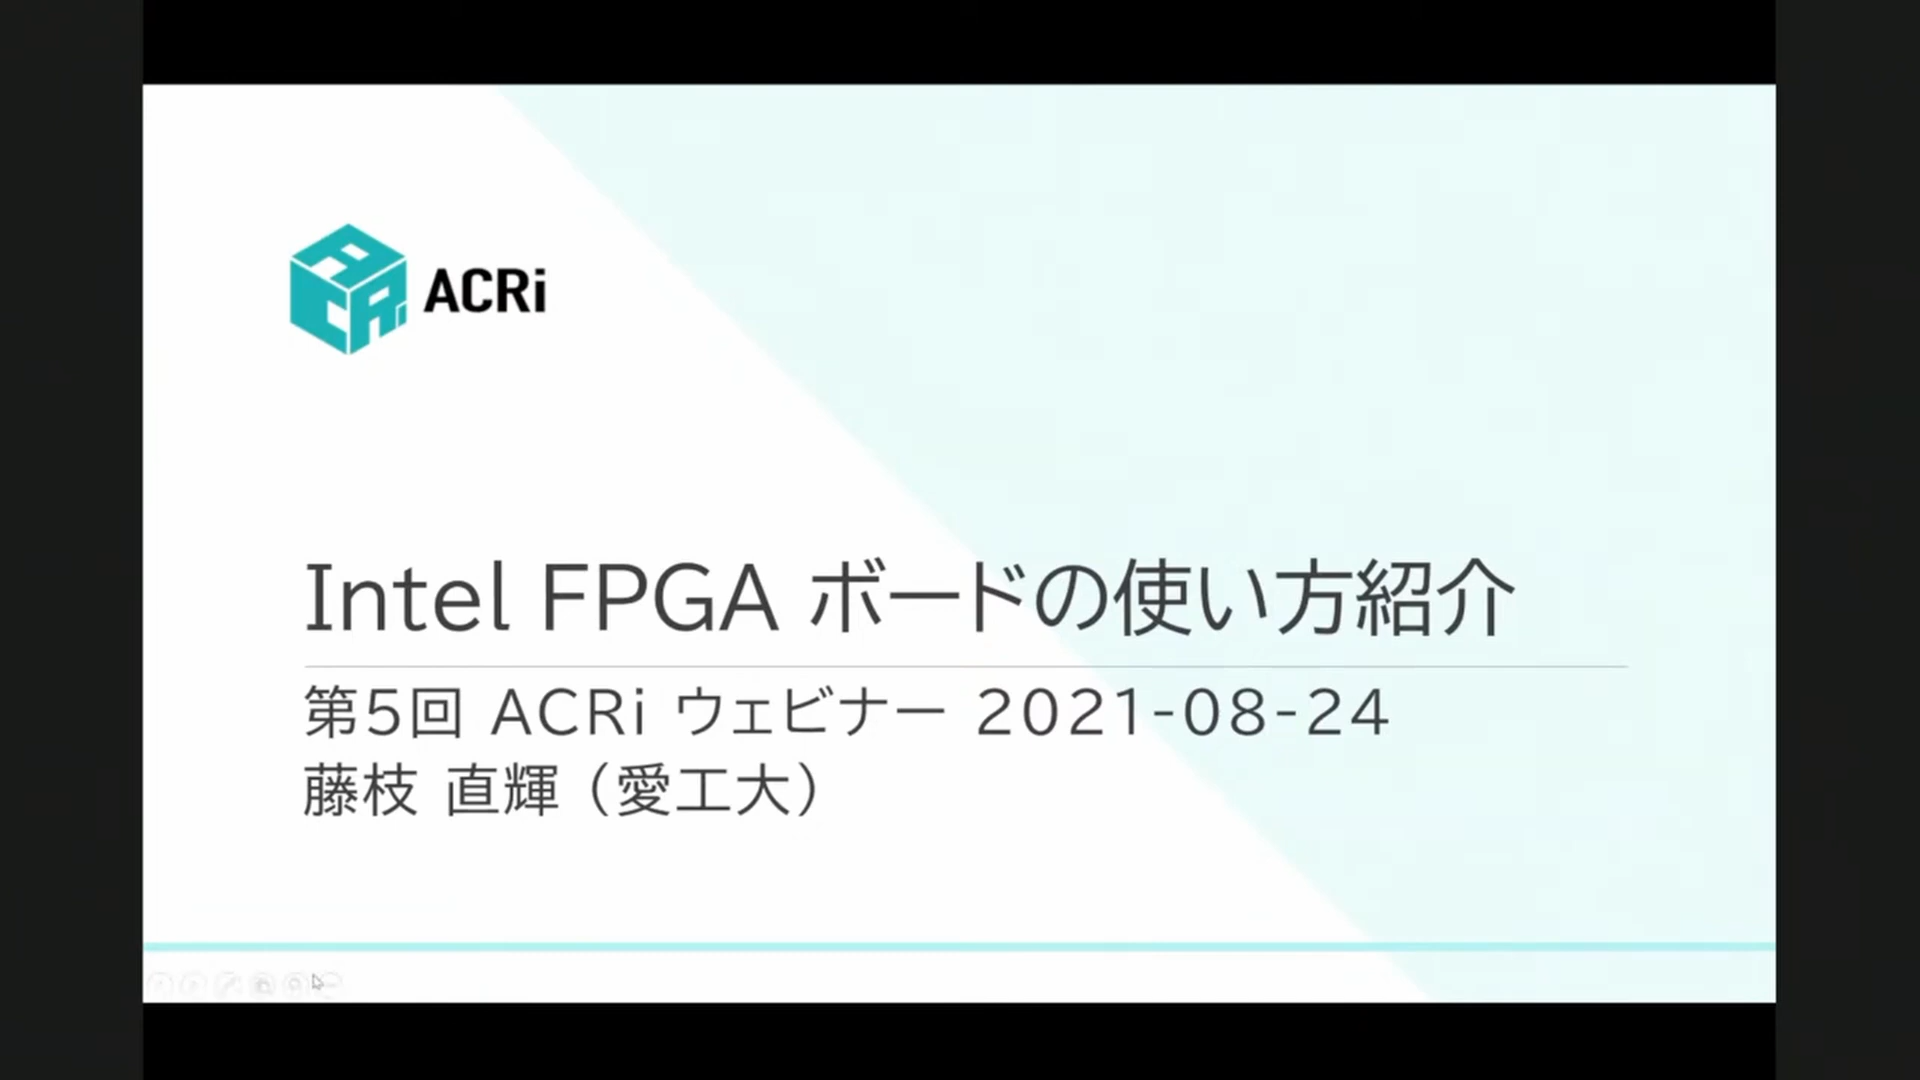 ACRi
ACRi
Intel FPGA ボードの使い方紹介
第5回 ACRi ウェビナー 2021-08-24
藤枝 直輝（愛工大）